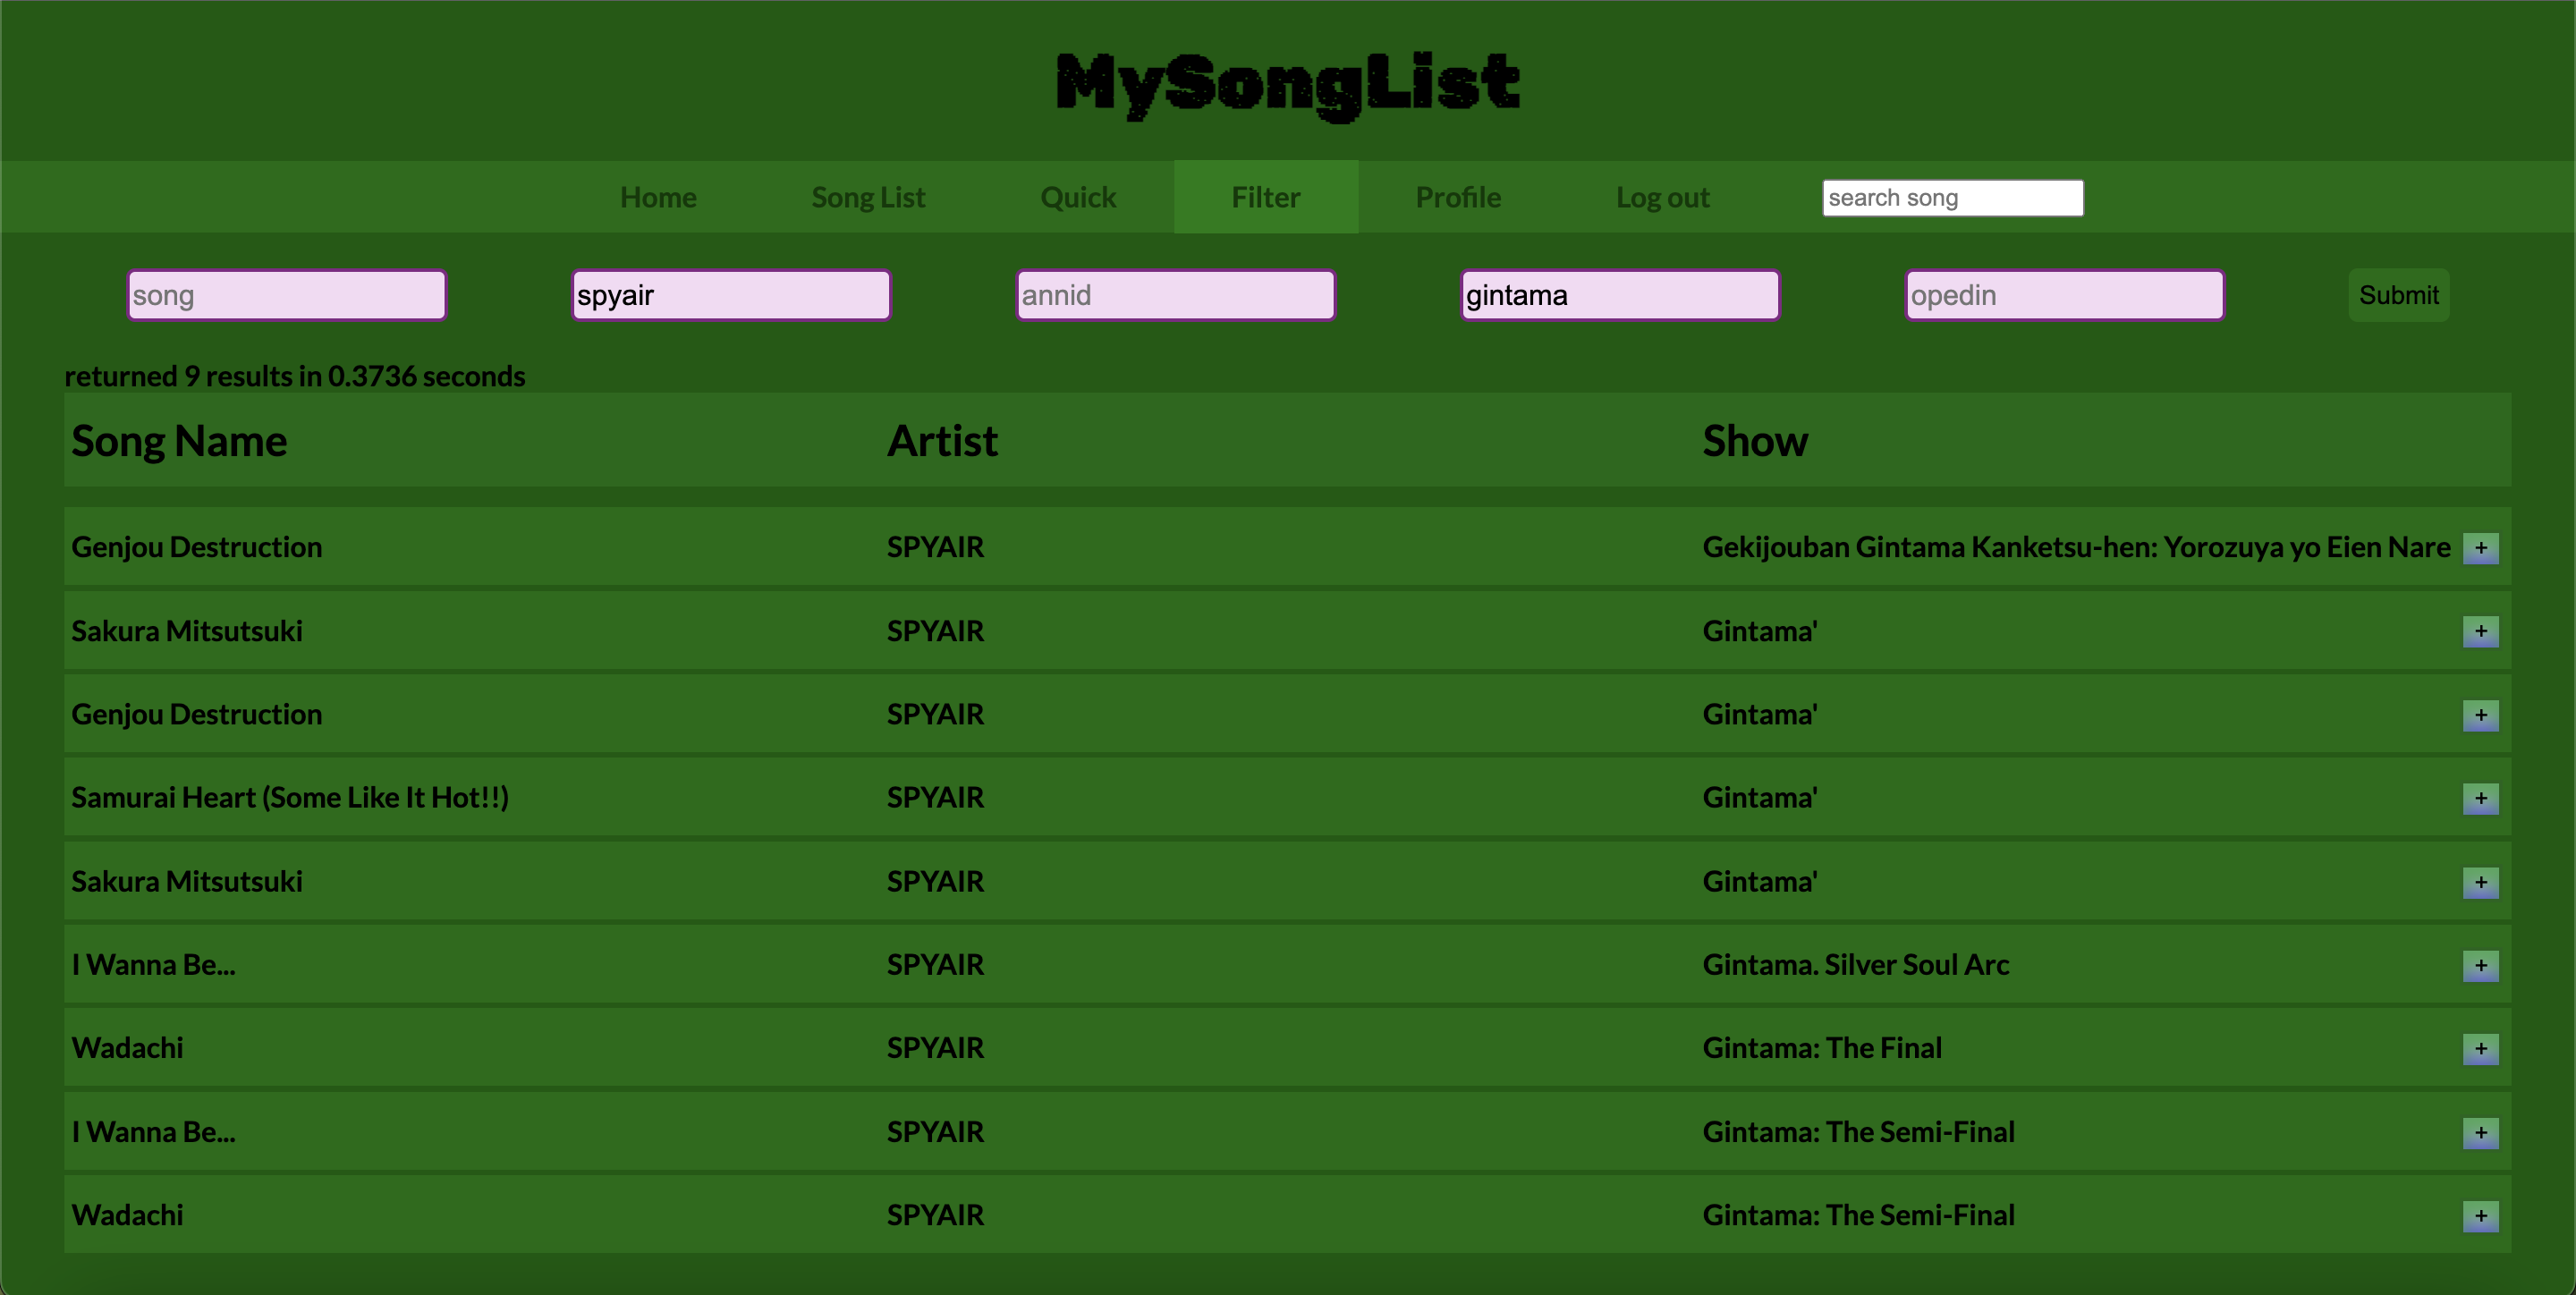 MySongList
Home Song List Quick Filter Profile Log out search song
song spyair annid gintama opedin Submit
returned 9 results in 0.3736 seconds
Song Name Artist Show
Genjou Destruction SPYAIR Gekijouban Gintama Kanketsu-hen: Yorozuya yo Eien Nare +
Sakura Mitsutsuki SPYAIR Gintama' +
Genjou Destruction SPYAIR Gintama' +
Samurai Heart (Some Like It Hot!!) SPYAIR Gintama' +
Sakura Mitsutsuki SPYAIR Gintama' +
I Wanna Be... SPYAIR Gintama. Silver Soul Arc +
Wadachi SPYAIR Gintama: The Final +
I Wanna Be... SPYAIR Gintama: The Semi-Final +
Wadachi SPYAIR Gintama: The Semi-Final +